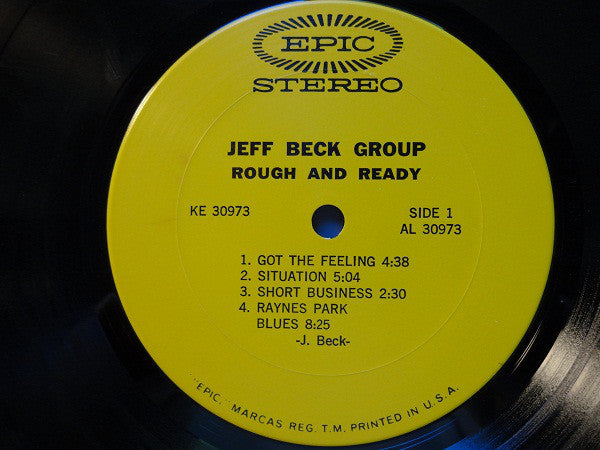 EPIC
STEREO
JEFF BECK GROUP
ROUGH AND READY
KE 30973
SIDE 1
AL 30973
1. GOT THE FEELING 4:38
2. SITUATION 5:04
3. SHORT BUSINESS 2:30
4. RAYNES PARK
BLUES 8:25
-J. Beck-
"EPIC," MARCAS REG. T.M. PRINTED IN U.S.A.